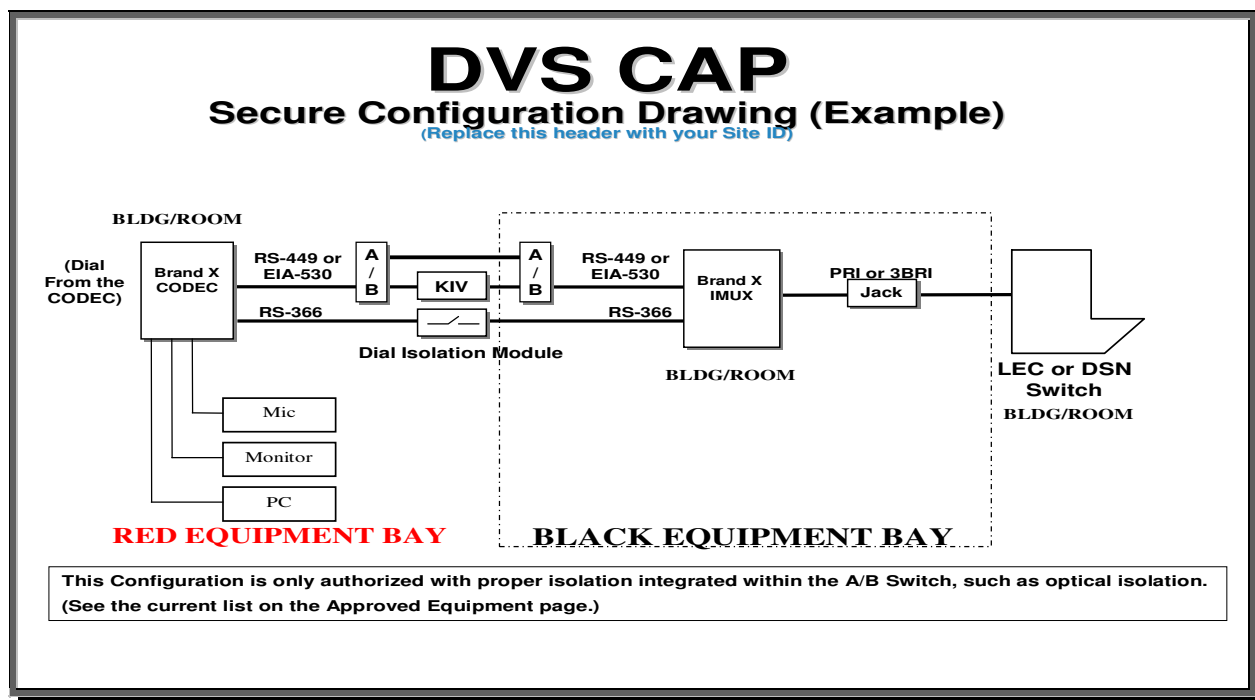 DVS CAP
Secure Configuration Drawing (Example)
(Replace this header with your Site ID)
BLDG/ROOM
(Dial
From the
CODEC)
Brand X
CODEC
RS-449 or
EIA-530
RS-366
A
/
B
KIV
Dial Isolation Module
A
/
B
RS-449 or
EIA-530
RS-366
Brand X
IMUX
BLDG/ROOM
PRI or 3BRI
Jack
LEC or DSN
Switch
BLDG/ROOM
Mic
Monitor
PC
RED EQUIPMENT BAY
BLACK EQUIPMENT BAY
This Configuration is only authorized with proper isolation integrated within the A/B Switch, such as optical isolation.
(See the current list on the Approved Equipment page.)